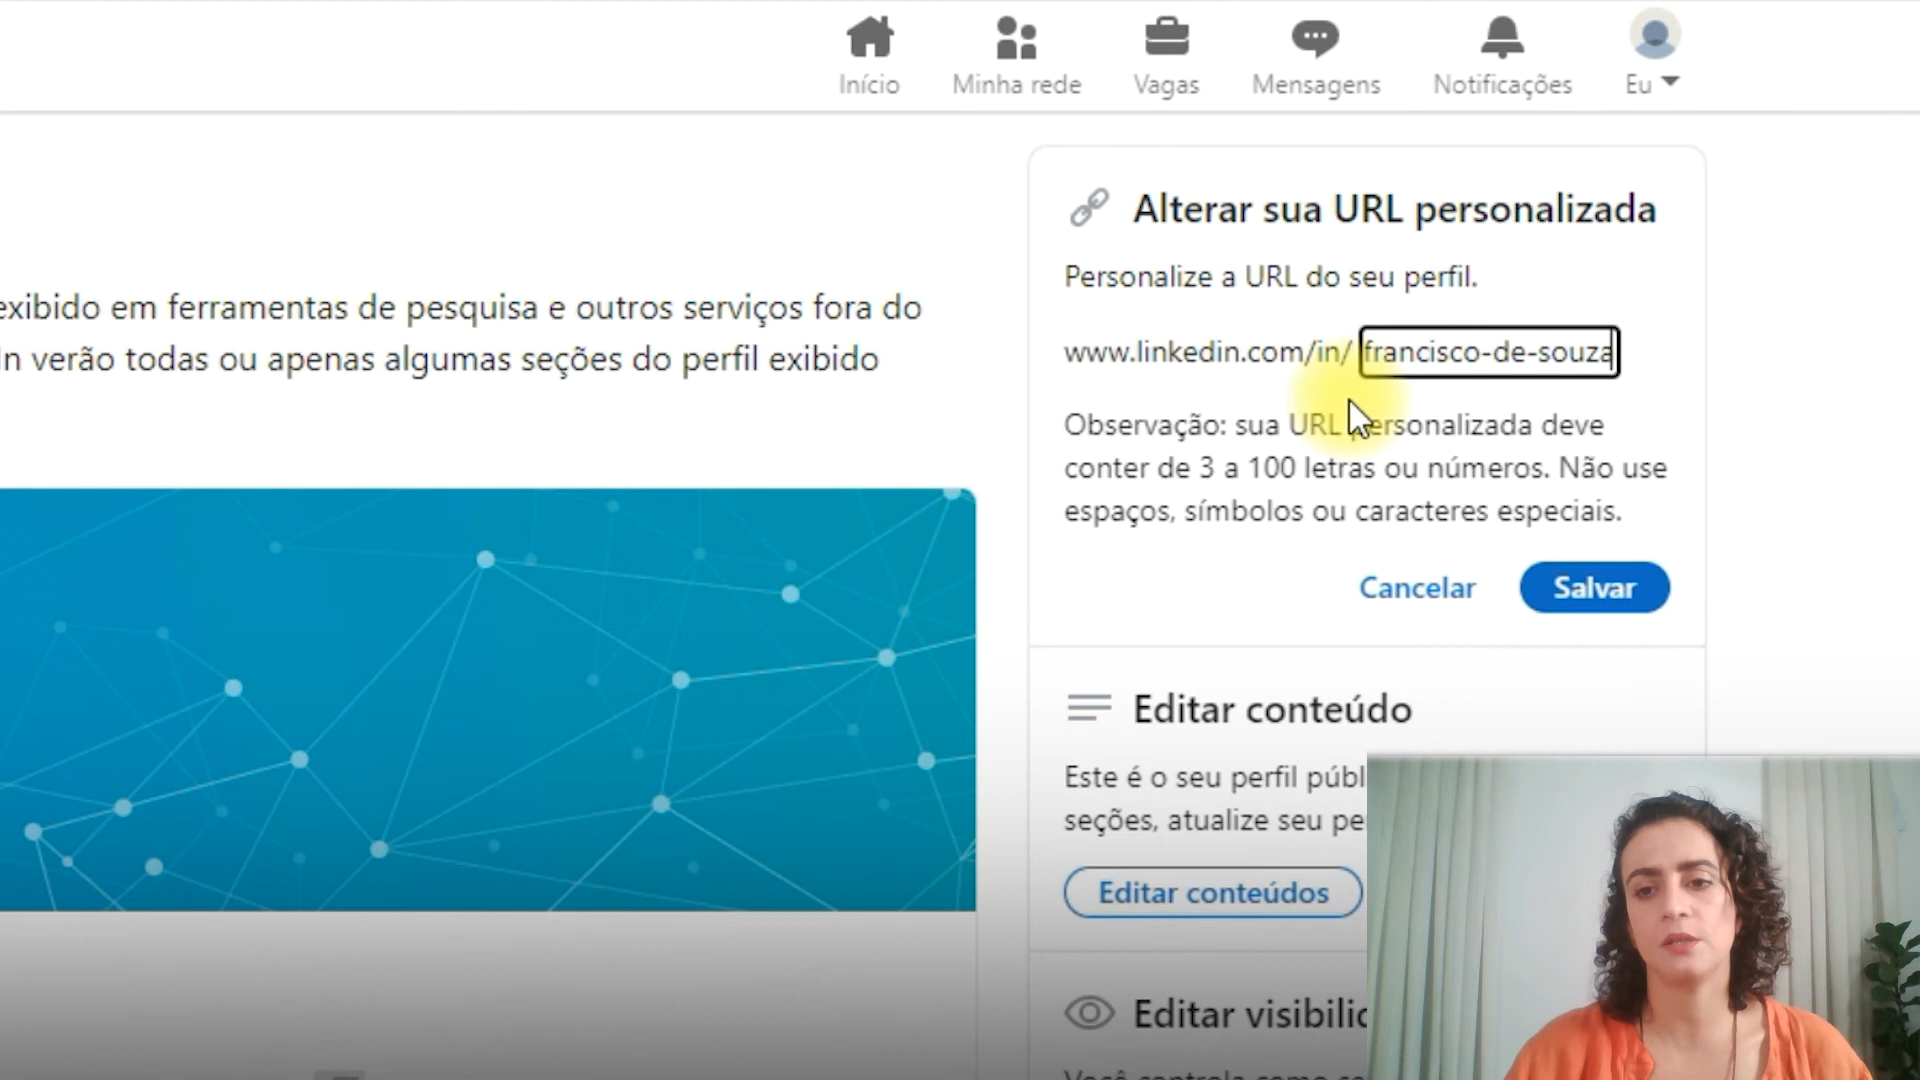 Início
Minha rede
Vagas
Mensagens
Notificações
Eu
Alterar sua URL personalizada
Personalize a URL do seu perfil.
www.linkedin.com/in/ francisco-de-souza
exibido em ferramentas de pesquisa e outros serviços fora do
In verão todas ou apenas algumas seções do perfil exibido
Observação: sua URL personalizada deve
conter de 3 a 100 letras ou números. Não use
espaços, símbolos ou caracteres especiais.
Cancelar
Salvar
Editar conteúdo
Este é o seu perfil públ
seções, atualize seu pe
Editar conteúdos
Editar visibilid